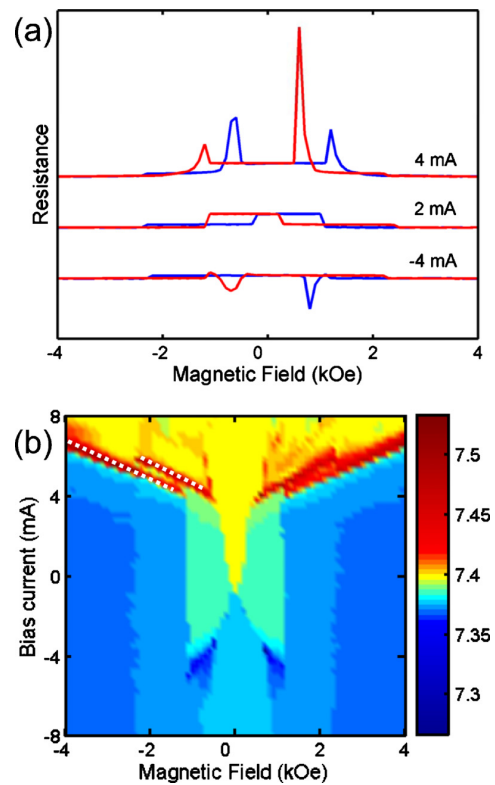 (a)
Resistance
4 mA
2 mA
-4 mA
-4 -2 0 2 4
Magnetic Field (kOe)
(b)
Bias current (mA)
8
4
0
-4
-8
-4 -2 0 2 4
Magnetic Field (kOe)
7.5
7.45
7.4
7.35
7.3